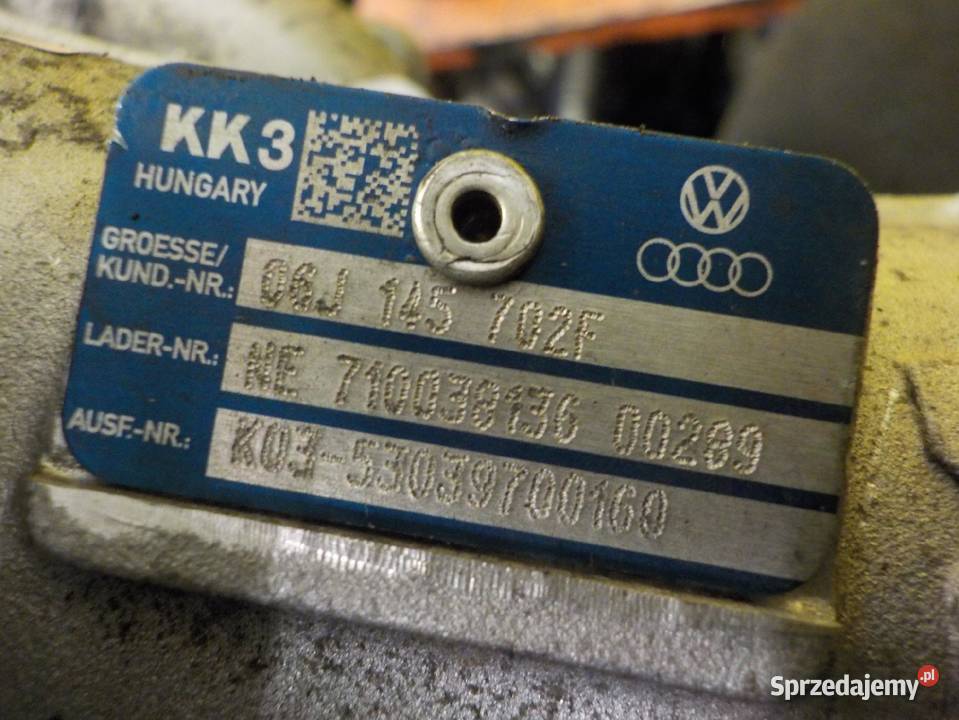 KK3
HUNGARY
GROESSE/
KUND.-NR.: 06J 145 702F
LADER-NR.: NE 710038136 00289
AUSF.-NR.: K03-53039700160
Sprzedajemy.pl